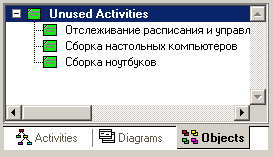 Unused Activities
Отслеживание расписания и управл
Сборка настольных компьютеров
Сборка ноутбуков
Activities Diagrams Objects